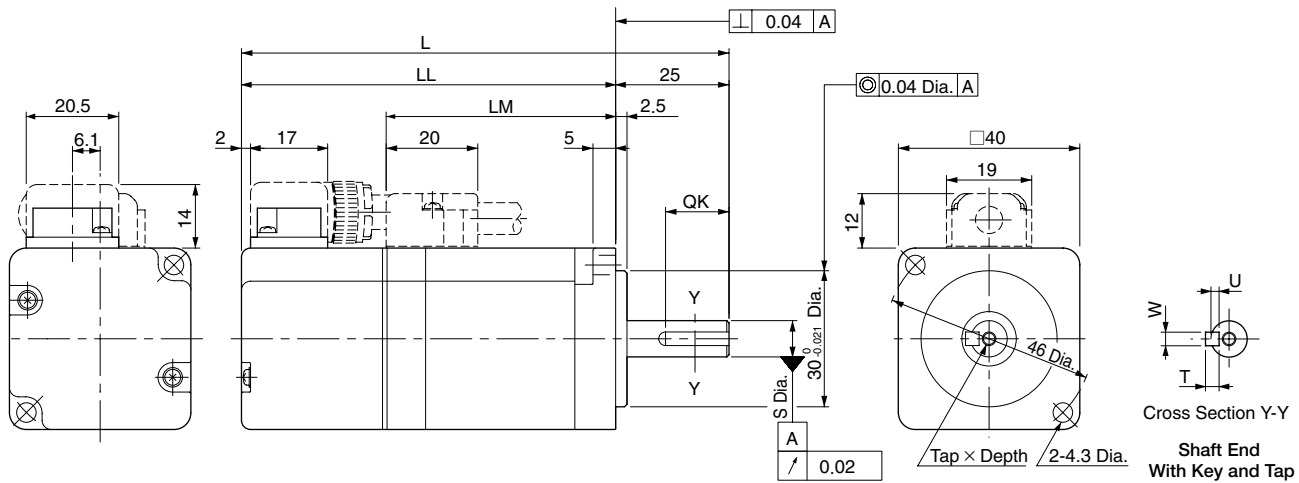 ⊥ 0.04 A
L
LL
25
◎ 0.04 Dia. A
20.5
LM
2.5
6.1
2
17
20
5
□40
19
14
QK
12
Y
U
W
30 0 -0.021 Dia.
46 Dia.
T
Y
S Dia.
Cross Section Y-Y
A
↗ 0.02
Tap × Depth
2-4.3 Dia.
Shaft End
With Key and Tap